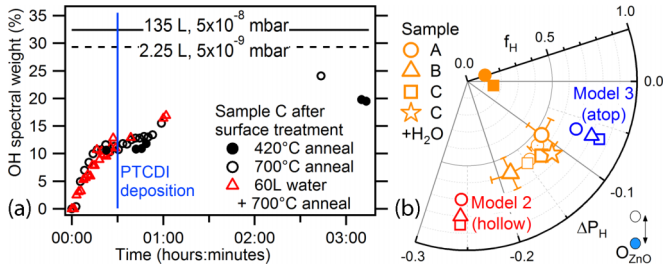 OH spectral weight (%)
35
30
25
20
15
10
5
0
135 L, 5x10⁻⁸ mbar
2.25 L, 5x10⁻⁹ mbar
Sample C after
surface treatment
420°C anneal
700°C anneal
60L water
+ 700°C anneal
PTCDI
deposition
(a)
00:00
01:00
02:00
03:00
Time (hours:minutes)
Sample
A
B
C
C
+H₂O
f_H
0.0
0.5
1.0
0.0
-0.1
-0.2
-0.3
ΔP_H
Model 3
(atop)
Model 2
(hollow)
(b)
O_ZnO